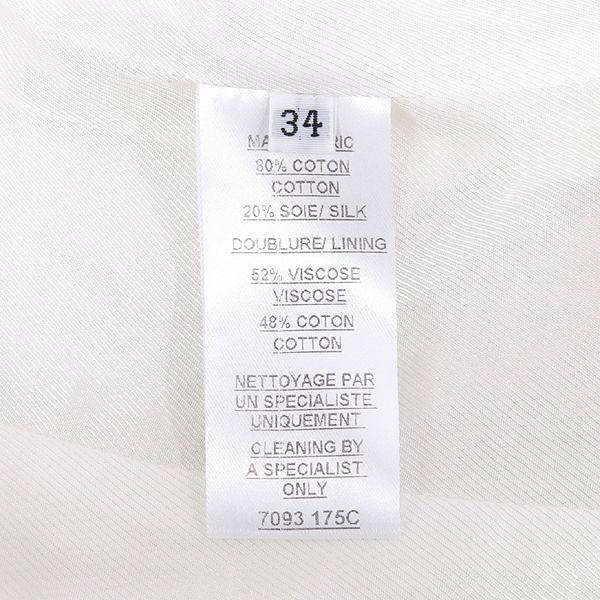 34
80% COTON
COTTON
20% SOIE/ SILK
DOUBLURE/ LINING
52% VISCOSE
VISCOSE
48% COTON
COTTON
NETTOYAGE PAR
UN SPECIALISTE
UNIQUEMENT
CLEANING BY
A SPECIALIST
ONLY
7093 175C